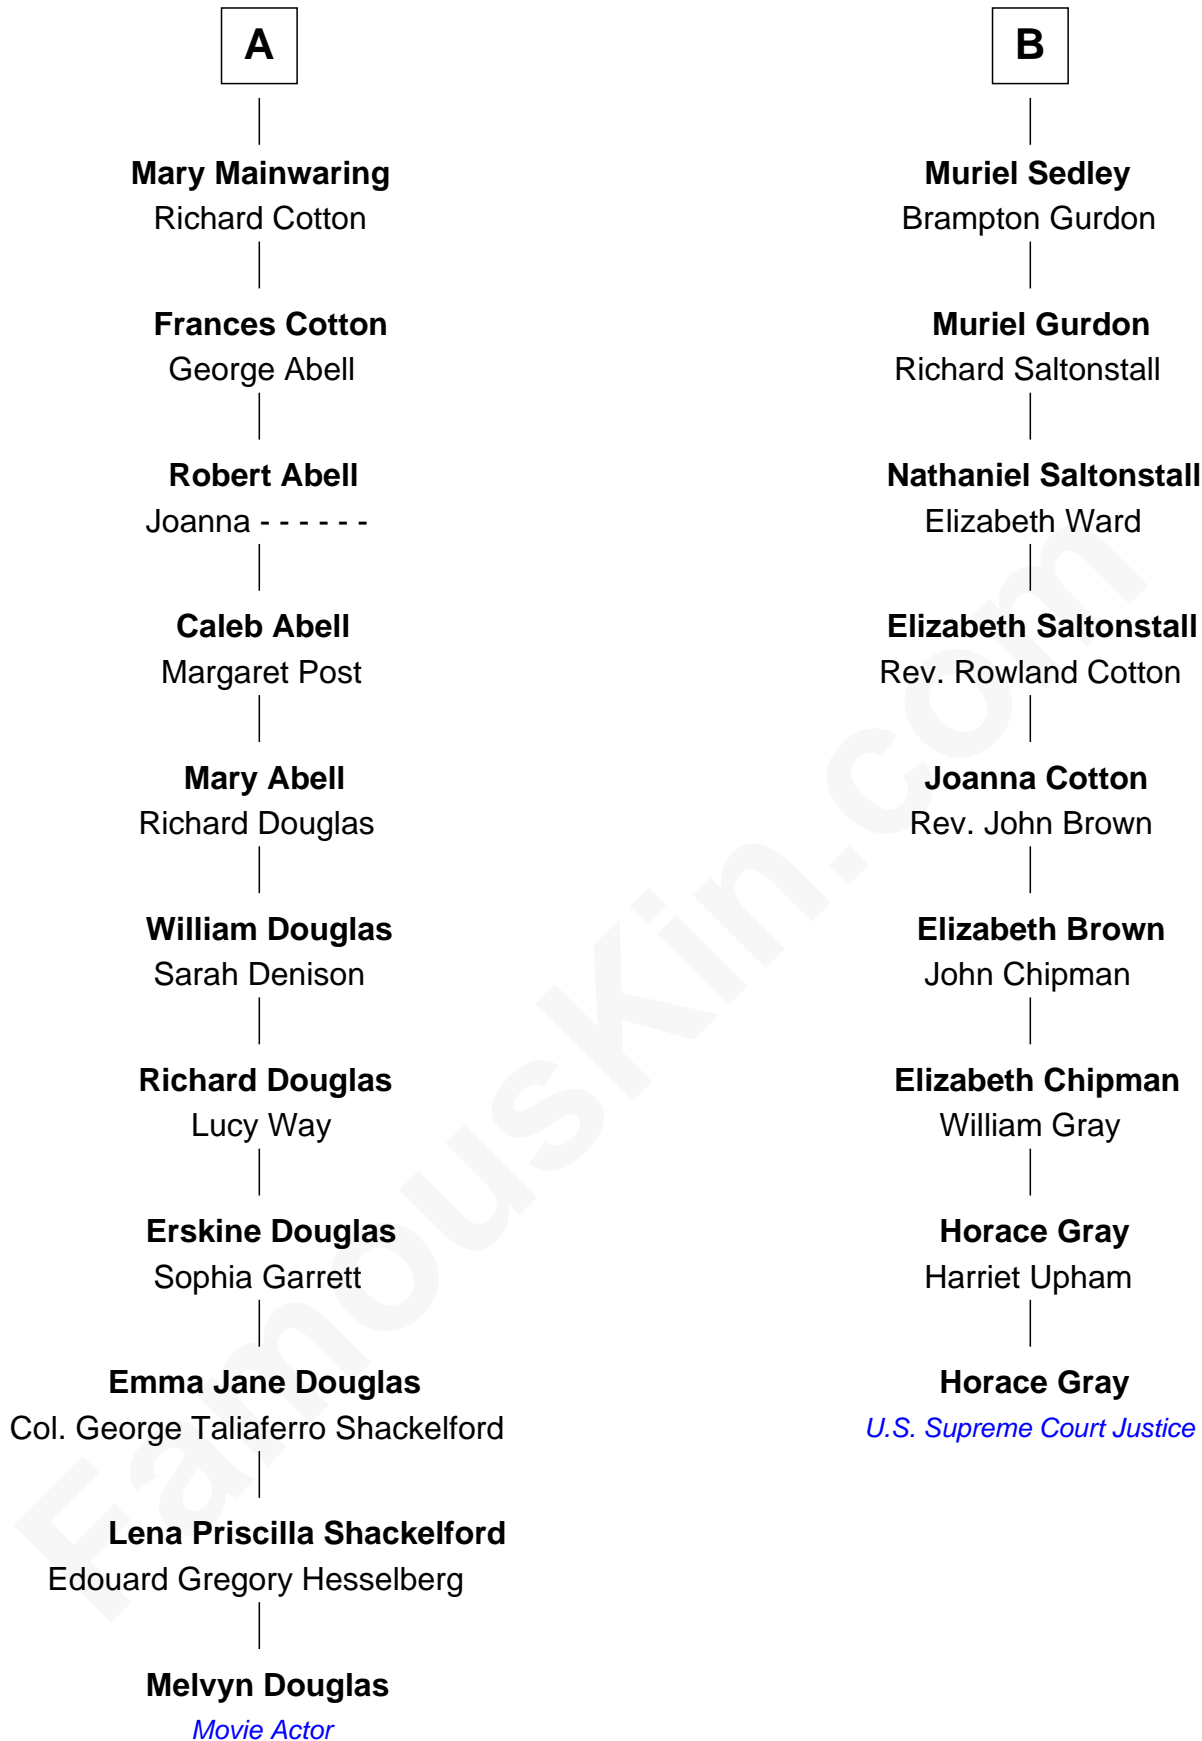 A
Mary Mainwaring
Richard Cotton
Frances Cotton
George Abell
Robert Abell
Joanna - - - - - -
Caleb Abell
Margaret Post
Mary Abell
Richard Douglas
William Douglas
Sarah Denison
Richard Douglas
Lucy Way
Erskine Douglas
Sophia Garrett
Emma Jane Douglas
Col. George Taliaferro Shackelford
Lena Priscilla Shackelford
Edouard Gregory Hesselberg
Melvyn Douglas
Movie Actor
B
Muriel Sedley
Brampton Gurdon
Muriel Gurdon
Richard Saltonstall
Nathaniel Saltonstall
Elizabeth Ward
Elizabeth Saltonstall
Rev. Rowland Cotton
Joanna Cotton
Rev. John Brown
Elizabeth Brown
John Chipman
Elizabeth Chipman
William Gray
Horace Gray
Harriet Upham
Horace Gray
U.S. Supreme Court Justice
FamousKin.com